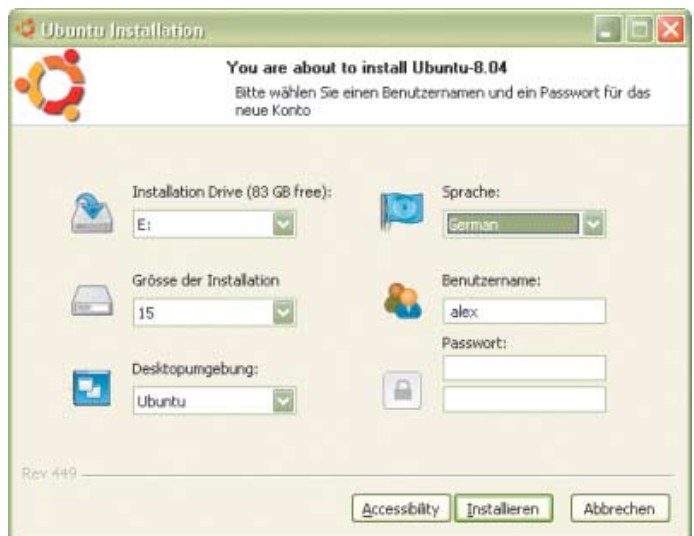 Ubuntu Installation
You are about to install Ubuntu-8.04
Bitte wählen Sie einen Benutzernamen und ein Passwort für das
neue Konto
Installation Drive (83 GB free):
E:
Sprache:
German
Grösse der Installation
15
Benutzername:
alex
Passwort:
Desktopumgebung:
Ubuntu
Rev 449
Accessibility
Installieren
Abbrechen